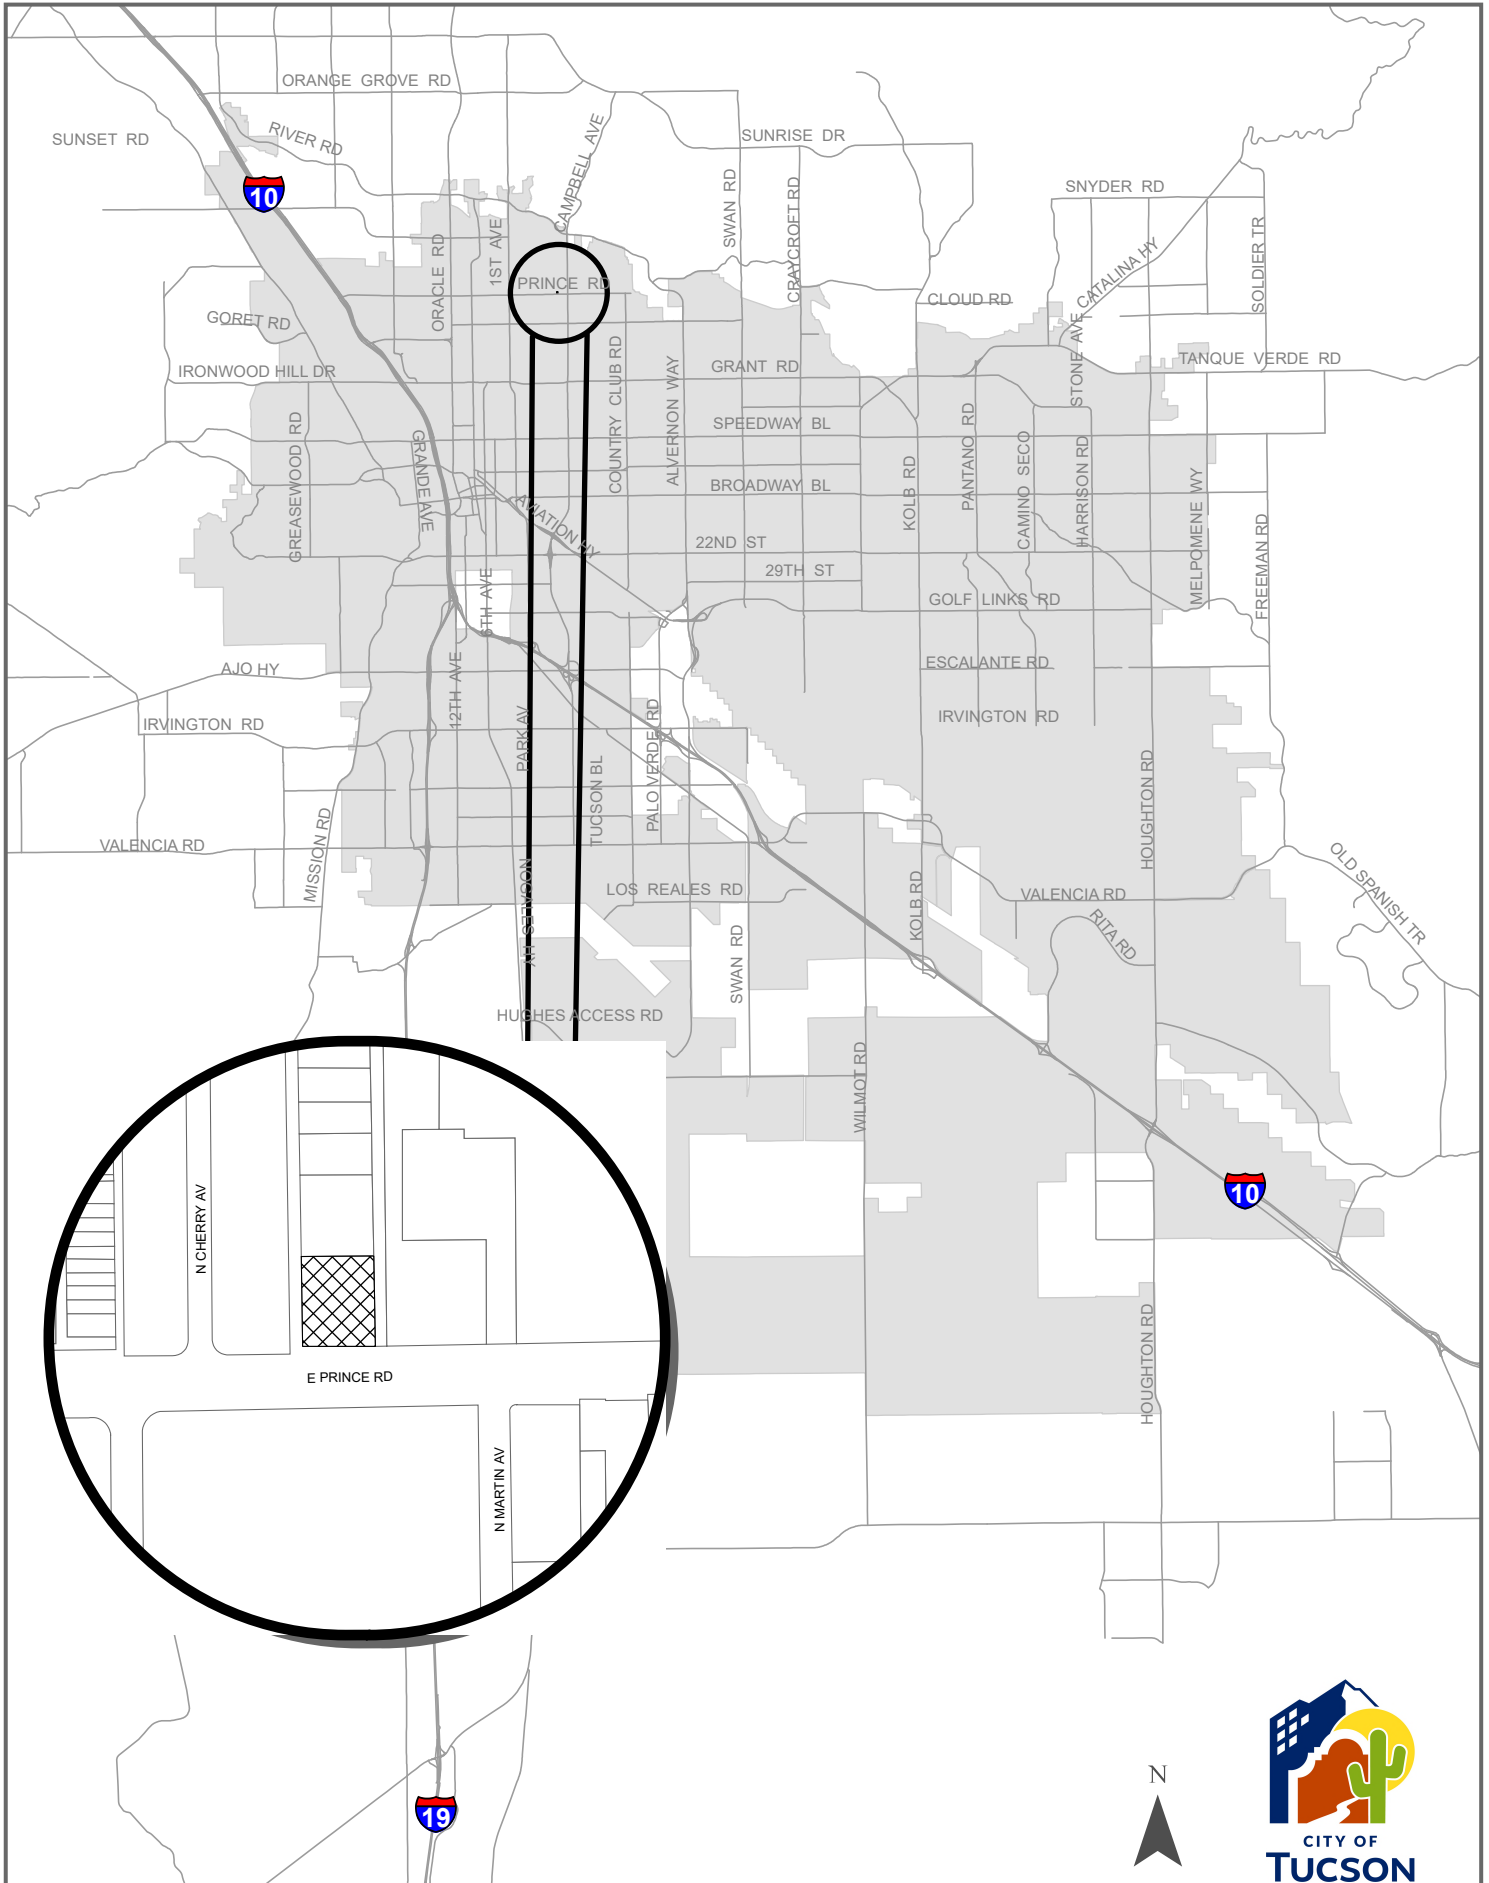 ORANGE GROVE RD
SUNSET RD
RIVER RD
CAMPBELL AVE
SUNRISE DR
10
SWAN RD
CRAYCROFT RD
SNYDER RD
SOLDIER TR
CATALINA HY
ORACLE RD
1ST AVE
PRINCE RD
CLOUD RD
GORET RD
STONE AVE
IRONWOOD HILL DR
GRANT RD
TANQUE VERDE RD
COUNTRY CLUB RD
ALVERNON WAY
GREASEWOOD RD
GRANDE AVE
SPEEDWAY BL
PANTANO RD
CAMINO SECO
HARRISON RD
KOLB RD
BROADWAY BL
MELPOMENE WY
FREEMAN RD
AVIATION HY
22ND ST
29TH ST
6TH AVE
GOLF LINKS RD
AJO HY
12TH AVE
ESCALANTE RD
IRVINGTON RD
IRVINGTON RD
PARK AV
PALO VERDE RD
TUCSON BL
HOUGHTON RD
VALENCIA RD
MISSION RD
NOGALES HY
LOS REALES RD
KOLB RD
VALENCIA RD
OLD SPANISH TR
RITA RD
SWAN RD
HUGHES ACCESS RD
WILMOT RD
10
N CHERRY AV
HOUGHTON RD
E PRINCE RD
N MARTIN AV
19
N
CITY OF
TUCSON